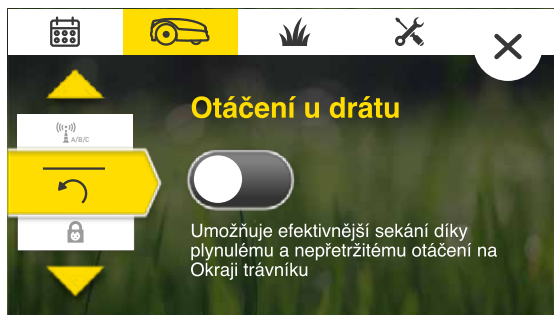 Otáčení u drátu
A/B/C
Umožňuje efektivnější sekání díky
plynulému a nepřetržitému otáčení na
Okraji trávníku